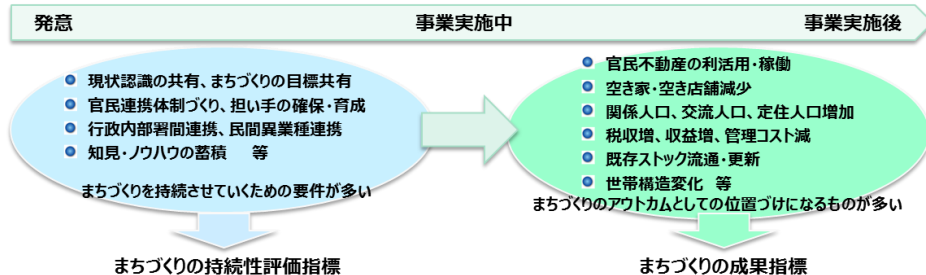 発意 事業実施中 事業実施後
現状認識の共有、まちづくりの目標共有
官民連携体制づくり、担い手の確保・育成
行政内部署間連携、民間異業種連携
知見・ノウハウの蓄積 等
まちづくりを持続させていくための要件が多い
まちづくりの持続性評価指標
官民不動産の利活用・稼働
空き家・空き店舗減少
関係人口、交流人口、定住人口増加
税収増、収益増、管理コスト減
既存ストック流通・更新
世帯構造変化 等
まちづくりのアウトカムとしての位置づけになるものが多い
まちづくりの成果指標